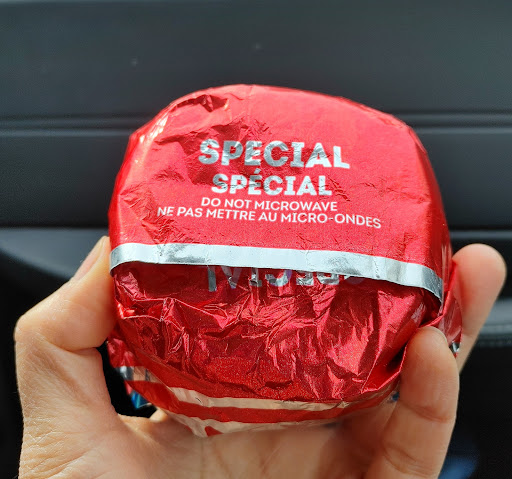 SPECIAL
SPÉCIAL
DO NOT MICROWAVE
NE PAS METTRE AU MICRO-ONDES